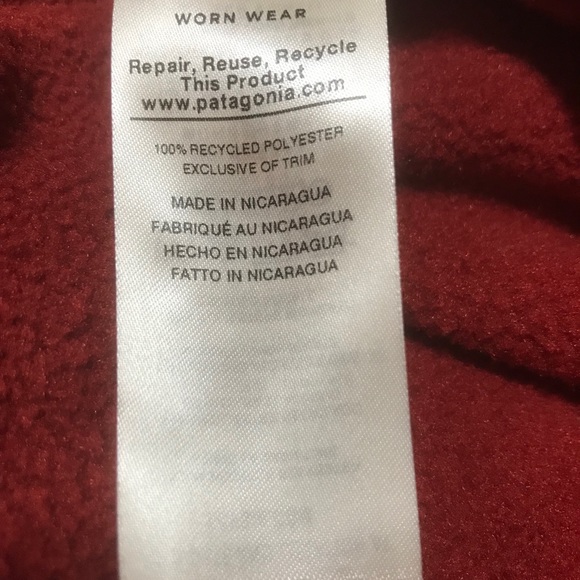 WORN WEAR
Repair, Reuse, Recycle
This Product
www.patagonia.com
100% RECYCLED POLYESTER
EXCLUSIVE OF TRIM
MADE IN NICARAGUA
FABRIQUÉ AU NICARAGUA
HECHO EN NICARAGUA
FATTO IN NICARAGUA